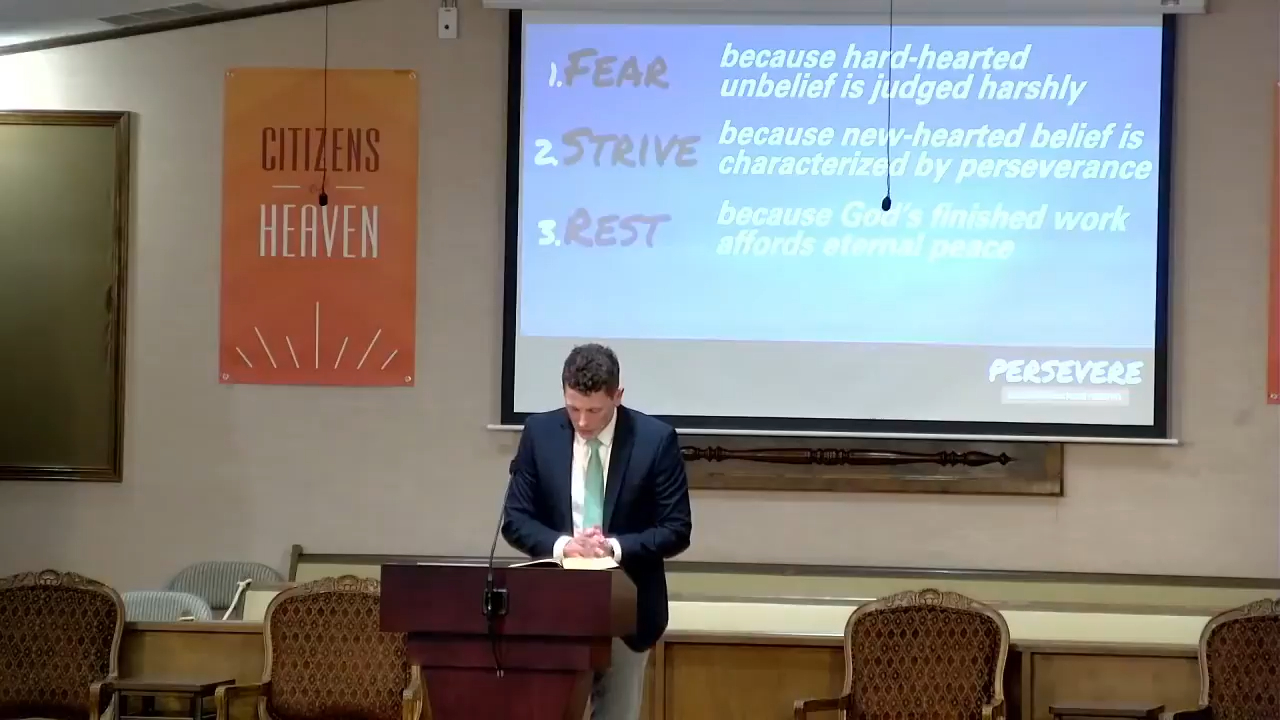 CITIZENS
HEAVEN
1. FEAR because hard-hearted
unbelief is judged harshly
2. STRIVE because new-hearted belief is
characterized by perseverance
3. REST because God's finished work
affords eternal peace
PERSEVERE